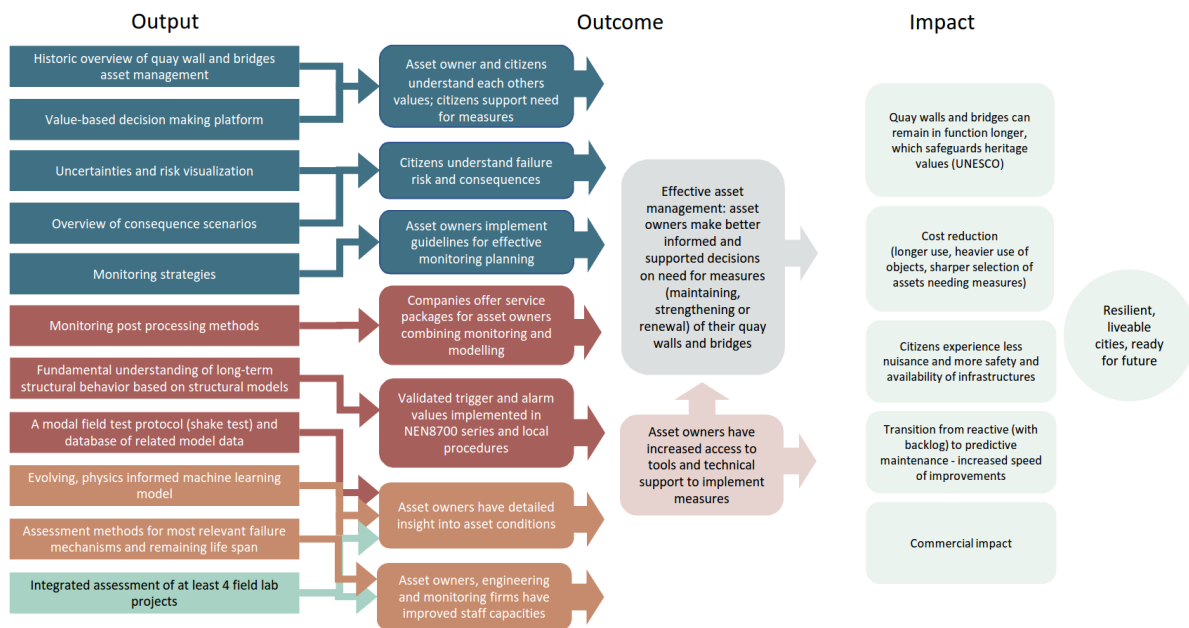 Output
Outcome
Impact
Historic overview of quay wall and bridges
asset management
Value-based decision making platform
Uncertainties and risk visualization
Overview of consequence scenarios
Monitoring strategies
Monitoring post processing methods
Fundamental understanding of long-term
structural behavior based on structural models
A modal field test protocol (shake test) and
database of related model data
Evolving, physics informed machine learning
model
Assessment methods for most relevant failure
mechanisms and remaining life span
Integrated assessment of at least 4 field lab
projects
Asset owner and citizens
understand each others
values; citizens support need
for measures
Citizens understand failure
risk and consequences
Asset owners implement
guidelines for effective
monitoring planning
Companies offer service
packages for asset owners
combining monitoring and
modelling
Validated trigger and alarm
values implemented in
NEN8700 series and local
procedures
Asset owners have detailed
insight into asset conditions
Asset owners, engineering
and monitoring firms have
improved staff capacities
Effective asset
management: asset
owners make better
informed and
supported decisions
on need for measures
(maintaining,
strengthening or
renewal) of their quay
walls and bridges
Asset owners have
increased access to
tools and technical
support to implement
measures
Quay walls and bridges can
remain in function longer,
which safeguards heritage
values (UNESCO)
Cost reduction
(longer use, heavier use of
objects, sharper selection of
assets needing measures)
Citizens experience less
nuisance and more safety and
availability of infrastructures
Transition from reactive (with
backlog) to predictive
maintenance - increased speed
of improvements
Commercial impact
Resilient,
liveable
cities, ready
for future